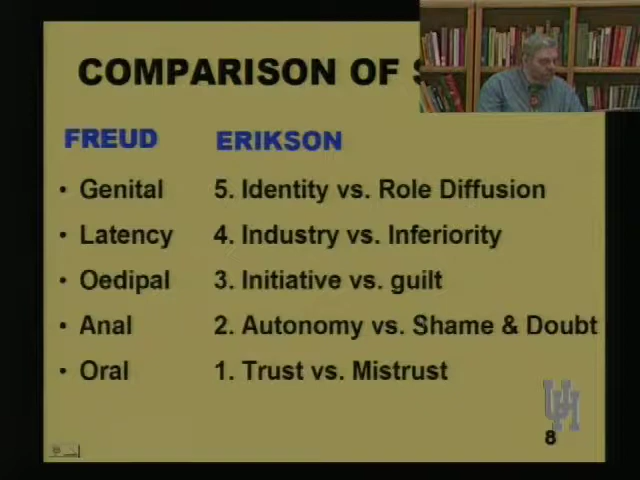 COMPARISON OF
FREUD ERIKSON
• Genital 5. Identity vs. Role Diffusion
• Latency 4. Industry vs. Inferiority
• Oedipal 3. Initiative vs. guilt
• Anal 2. Autonomy vs. Shame & Doubt
• Oral 1. Trust vs. Mistrust
UH
8